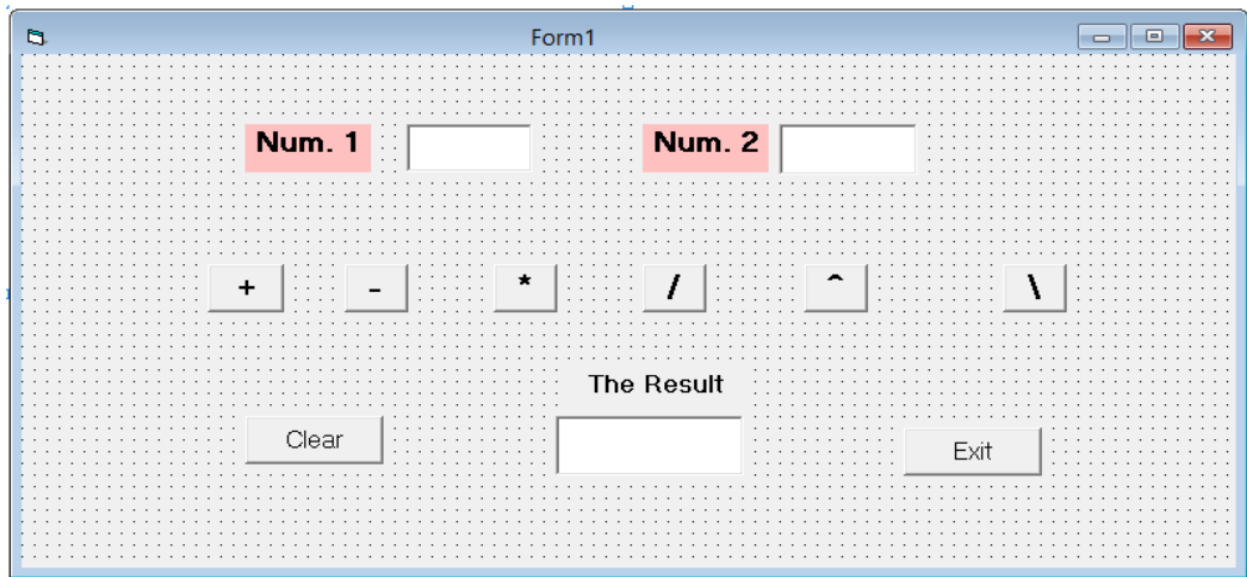 Form1
Num. 1 Num. 2
+ - * / ^ \
The Result
Clear Exit